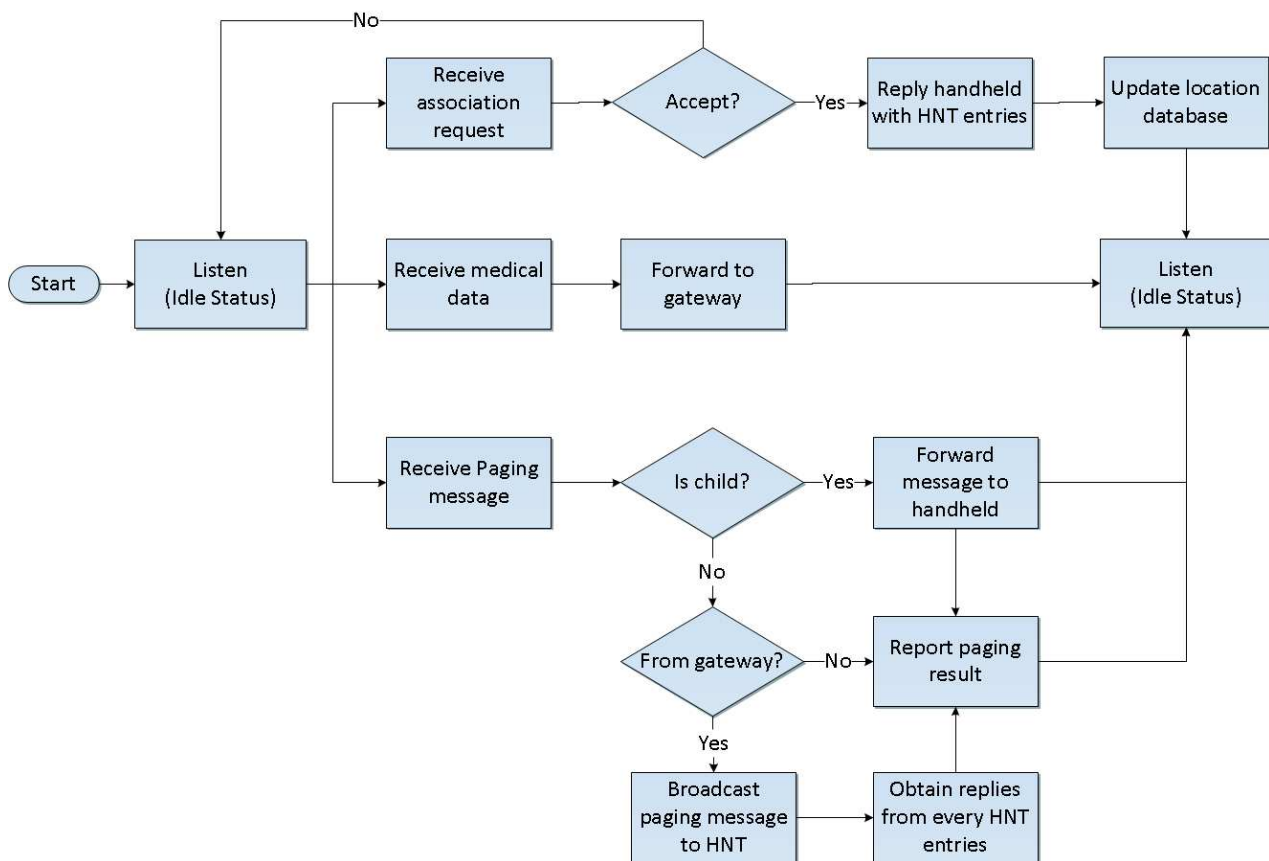 No
Receive
association
request
Accept?
Yes
Reply handheld
with HNT entries
Update location
database
Start
Listen
(Idle Status)
Receive medical
data
Forward to
gateway
Listen
(Idle Status)
Receive Paging
message
Is child?
Yes
Forward
message to
handheld
No
From gateway?
No
Report paging
result
Yes
Broadcast
paging message
to HNT
Obtain replies
from every HNT
entries